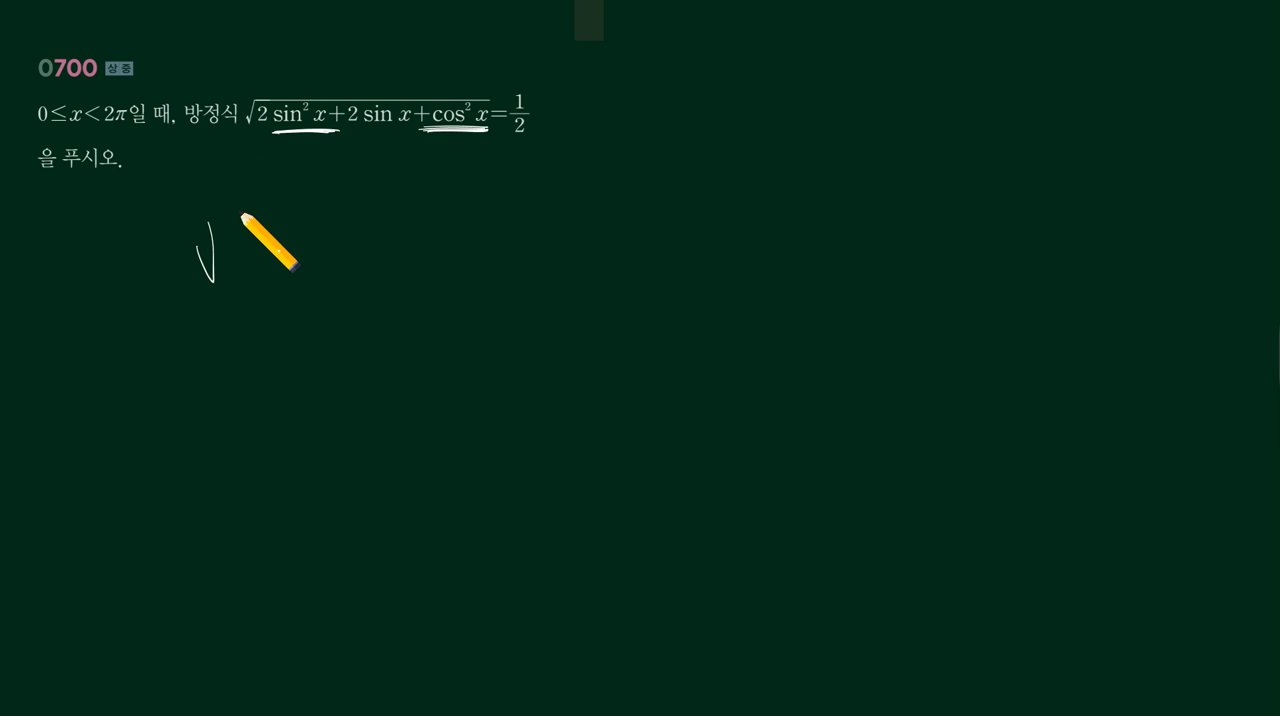 0700 상 중
0≤x<2π일 때, 방정식 √(2 sin² x+2 sin x+cos² x)=1/2
을 푸시오.
√